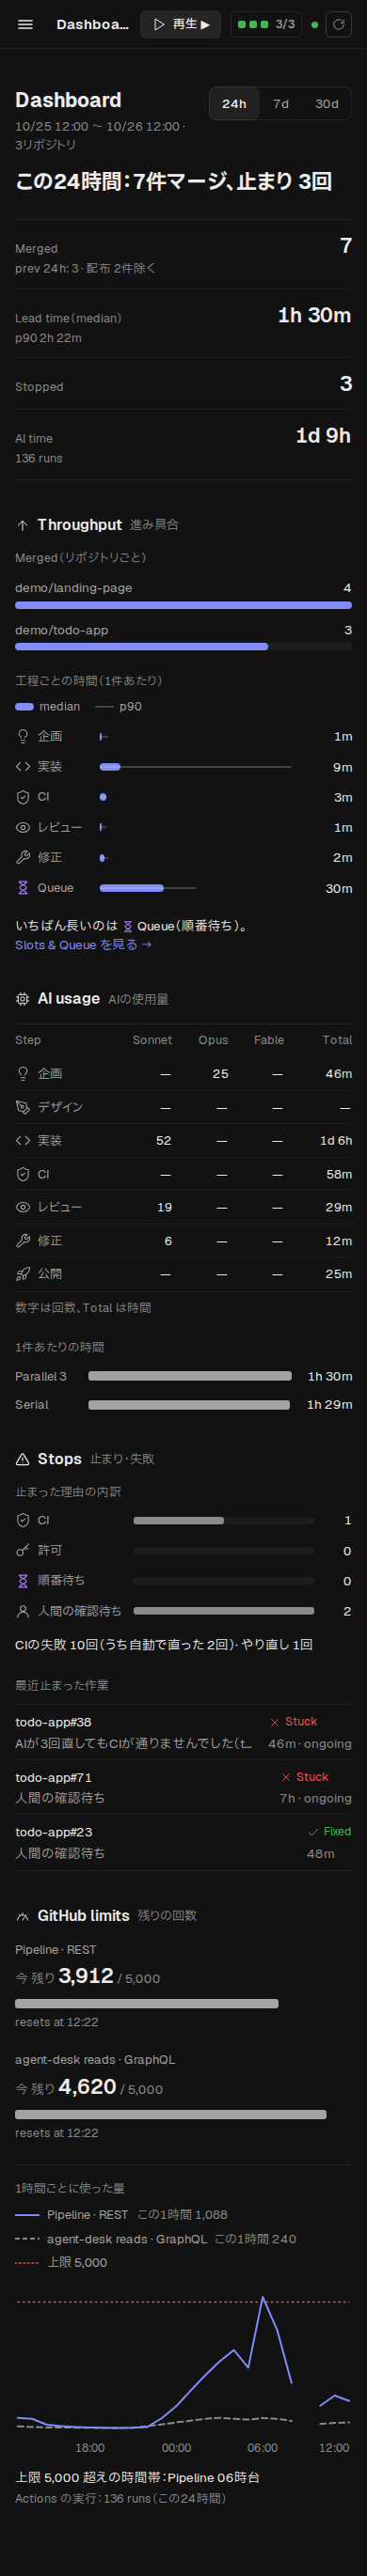 Dashboa...
再生 ▶
3/3
Dashboard
24h 7d 30d
10/25 12:00 〜 10/26 12:00 ·
3リポジトリ
この24時間：7件マージ、止まり 3回
Merged 7
prev 24h: 3 · 配布 2件除く
Lead time（median） 1h 30m
p90 2h 22m
Stopped 3
AI time 1d 9h
136 runs
Throughput 進み具合
Merged（リポジトリごと）
demo/landing-page 4
demo/todo-app 3
工程ごとの時間（1件あたり）
median p90
企画 1m
実装 9m
CI 3m
レビュー 1m
修正 2m
Queue 30m
いちばん長いのは Queue（順番待ち）。
Slots & Queue を見る →
AI usage AIの使用量
Step Sonnet Opus Fable Total
企画 — 25 — 46m
デザイン — — — —
実装 52 — — 1d 6h
CI — — — 58m
レビュー 19 — — 29m
修正 6 — — 12m
公開 — — — 25m
数字は回数、Total は時間
1件あたりの時間
Parallel 3 1h 30m
Serial 1h 29m
Stops 止まり・失敗
止まった理由の内訳
CI 1
許可 0
順番待ち 0
人間の確認待ち 2
CIの失敗 10回（うち自動で直った 2回）· やり直し 1回
最近止まった作業
todo-app#38 Stuck
AIが3回直してもCIが通りませんでした（t... 46m · ongoing
todo-app#71 Stuck
人間の確認待ち 7h · ongoing
todo-app#23 Fixed
人間の確認待ち 48m
GitHub limits 残りの回数
Pipeline · REST
今 残り 3,912 / 5,000
resets at 12:22
agent-desk reads · GraphQL
今 残り 4,620 / 5,000
resets at 12:22
1時間ごとに使った量
Pipeline · REST この1時間 1,088
agent-desk reads · GraphQL この1時間 240
上限 5,000
18:00 00:00 06:00 12:00
上限 5,000 超えの時間帯：Pipeline 06時台
Actions の実行：136 runs（この24時間）